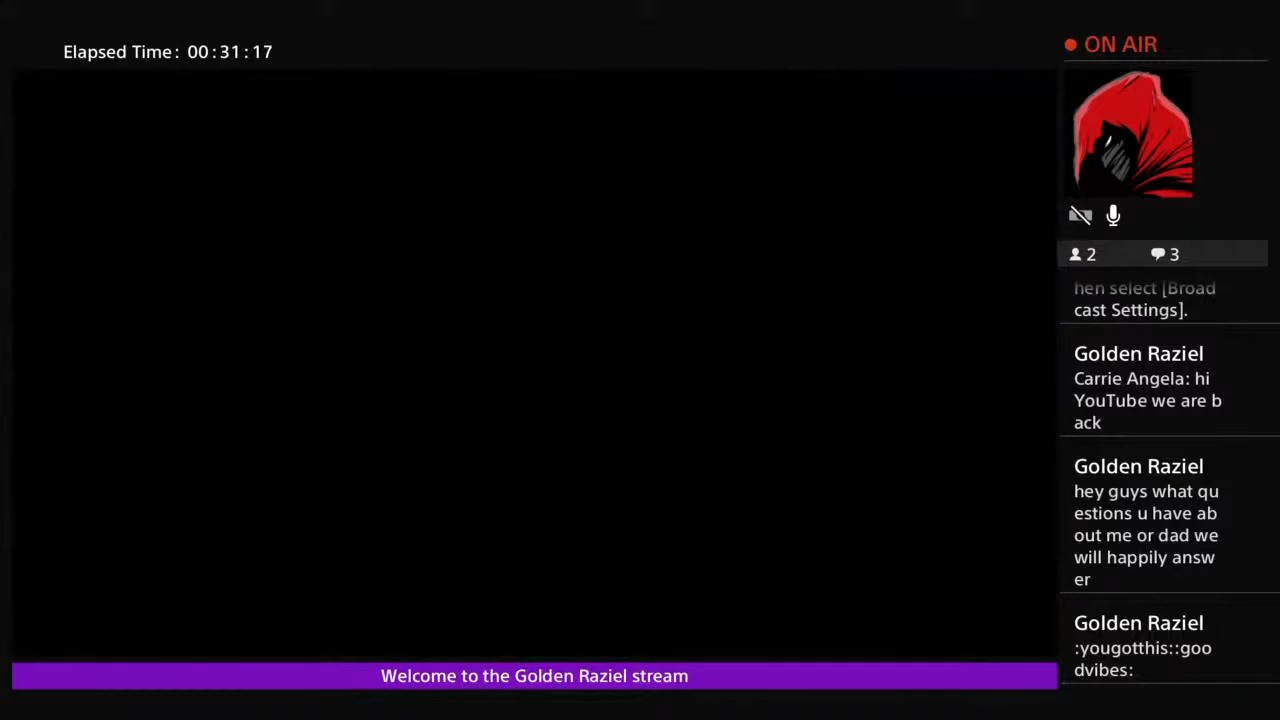 Elapsed Time: 00:31:17
ON AIR
2
3
hen select [Broad
cast Settings].
Golden Raziel
Carrie Angela: hi
YouTube we are b
ack
Golden Raziel
hey guys what qu
estions u have ab
out me or dad we
will happily answ
er
Golden Raziel
:yougotthis::goo
dvibes:
Welcome to the Golden Raziel stream